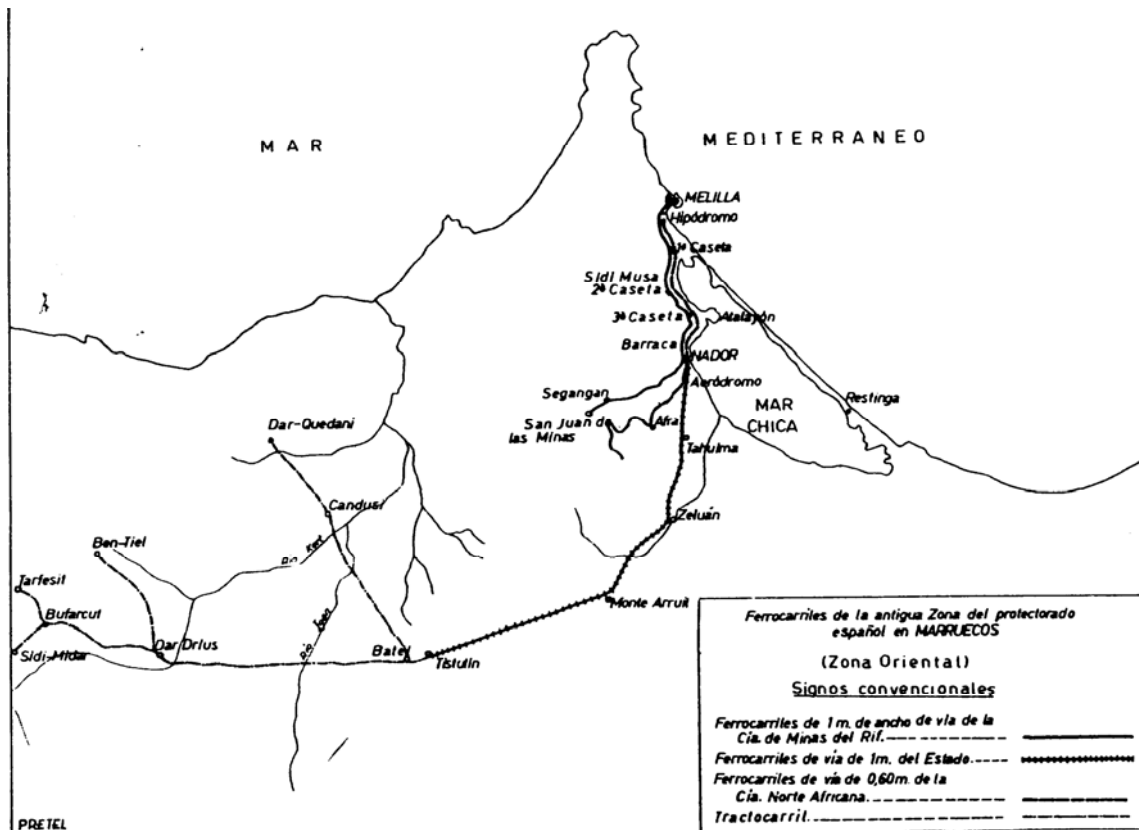 MAR
MEDITERRANEO
MELILLA
Hipódromo
1ª Caseta
Sidi Musa
2ª Caseta
3ª Caseta
Atalayón
Barraca
NADOR
Aeródromo
Segangan
San Juan de
las Minas
Afra
MAR
CHICA
Restinga
Tahuima
Dar-Quedani
Candusi
Zeluán
Ben-Tiel
Rio Kert
Tarfesit
Bufarcut
Monte Arruit
Sidi-Midar
Dar Drius
Rio
Batel
Tistutin
Ferrocarriles de la antigua Zona del protectorado
español en MARRUECOS
(Zona Oriental)
Signos convencionales
Ferrocarriles de 1 m. de ancho de vía de la
Cía. de Minas del Rif.
Ferrocarriles de vía de 1m. del Estado.
Ferrocarriles de vía de 0,60m. de la
Cía. Norte Africana.
Tractocarril.
PRETEL